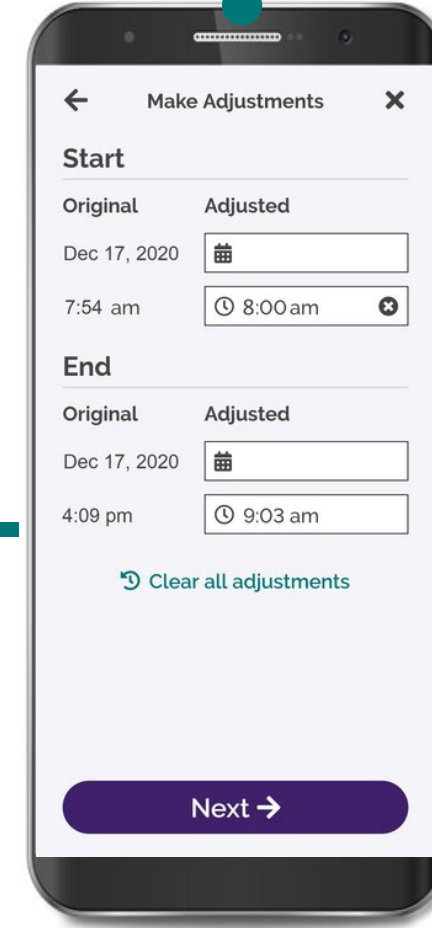 Make Adjustments
Start
Original Adjusted
Dec 17, 2020
7:54 am 8:00 am
End
Original Adjusted
Dec 17, 2020
4:09 pm 9:03 am
Clear all adjustments
Next